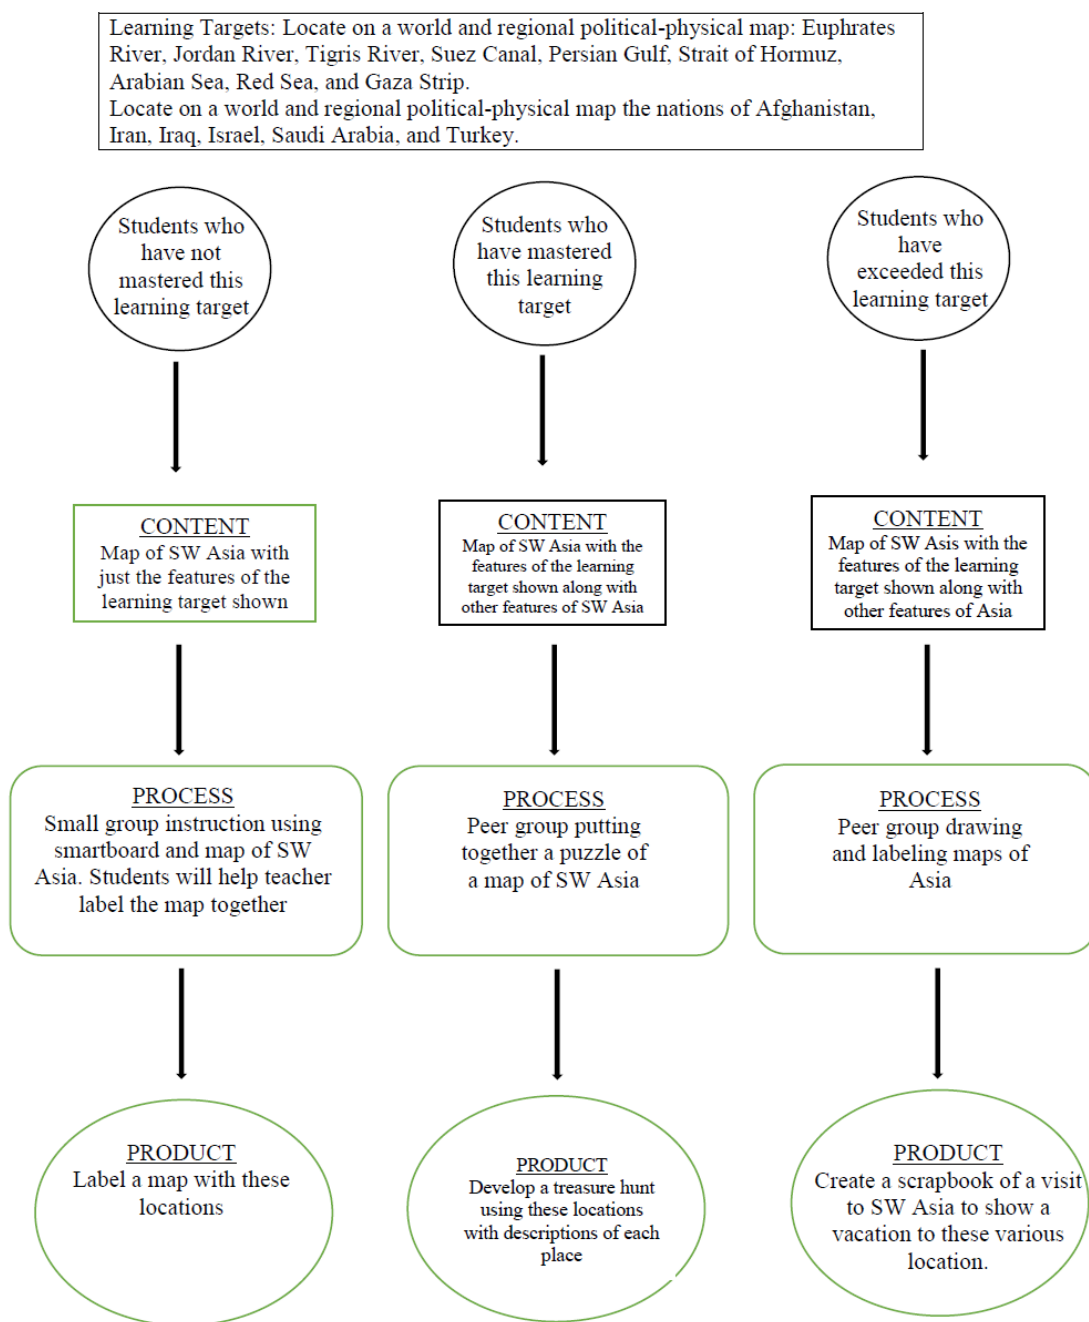 Learning Targets: Locate on a world and regional political-physical map: Euphrates
River, Jordan River, Tigris River, Suez Canal, Persian Gulf, Strait of Hormuz,
Arabian Sea, Red Sea, and Gaza Strip.
Locate on a world and regional political-physical map the nations of Afghanistan,
Iran, Iraq, Israel, Saudi Arabia, and Turkey.
Students who
have not
mastered this
learning target
Students who
have mastered
this learning
target
Students who
have
exceeded this
learning target
CONTENT
Map of SW Asia with
just the features of the
learning target shown
CONTENT
Map of SW Asia with the
features of the learning
target shown along with
other features of SW Asia
CONTENT
Map of SW Asis with the
features of the learning
target shown along with
other features of Asia
PROCESS
Small group instruction using
smartboard and map of SW
Asia. Students will help teacher
label the map together
PROCESS
Peer group putting
together a puzzle of
a map of SW Asia
PROCESS
Peer group drawing
and labeling maps of
Asia
PRODUCT
Label a map with these
locations
PRODUCT
Develop a treasure hunt
using these locations
with descriptions of each
place
PRODUCT
Create a scrapbook of a visit
to SW Asia to show a
vacation to these various
location.